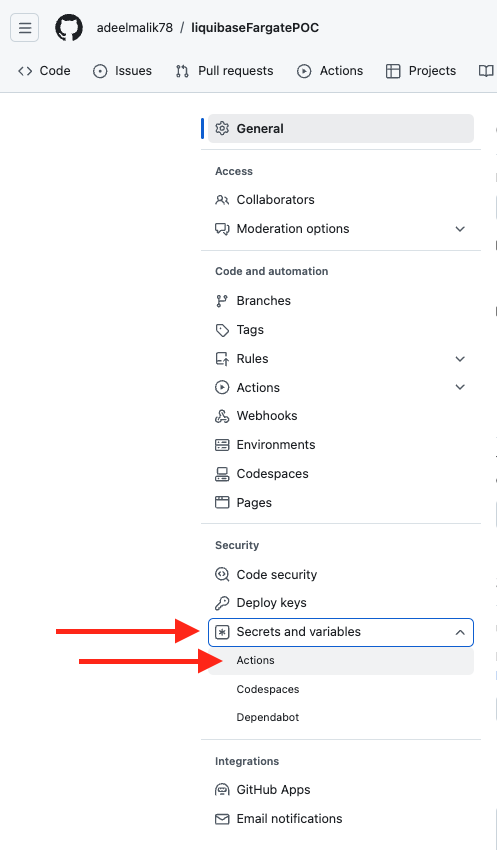 adeelmalik78 / liquibaseFargatePOC
Code Issues Pull requests Actions Projects
General
Access
Collaborators
Moderation options
Code and automation
Branches
Tags
Rules
Actions
Webhooks
Environments
Codespaces
Pages
Security
Code security
Deploy keys
Secrets and variables
Actions
Codespaces
Dependabot
Integrations
GitHub Apps
Email notifications